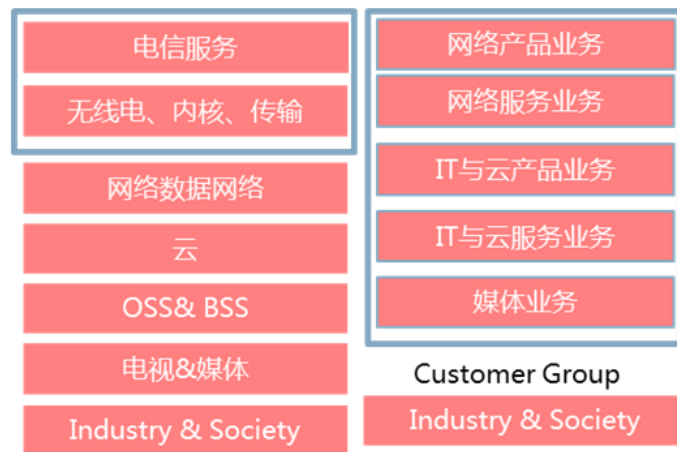 电信服务
无线电、内核、传输
网络数据网络
云
OSS& BSS
电视&媒体
Industry & Society
网络产品业务
网络服务业务
IT与云产品业务
IT与云服务业务
媒体业务
Customer Group
Industry & Society